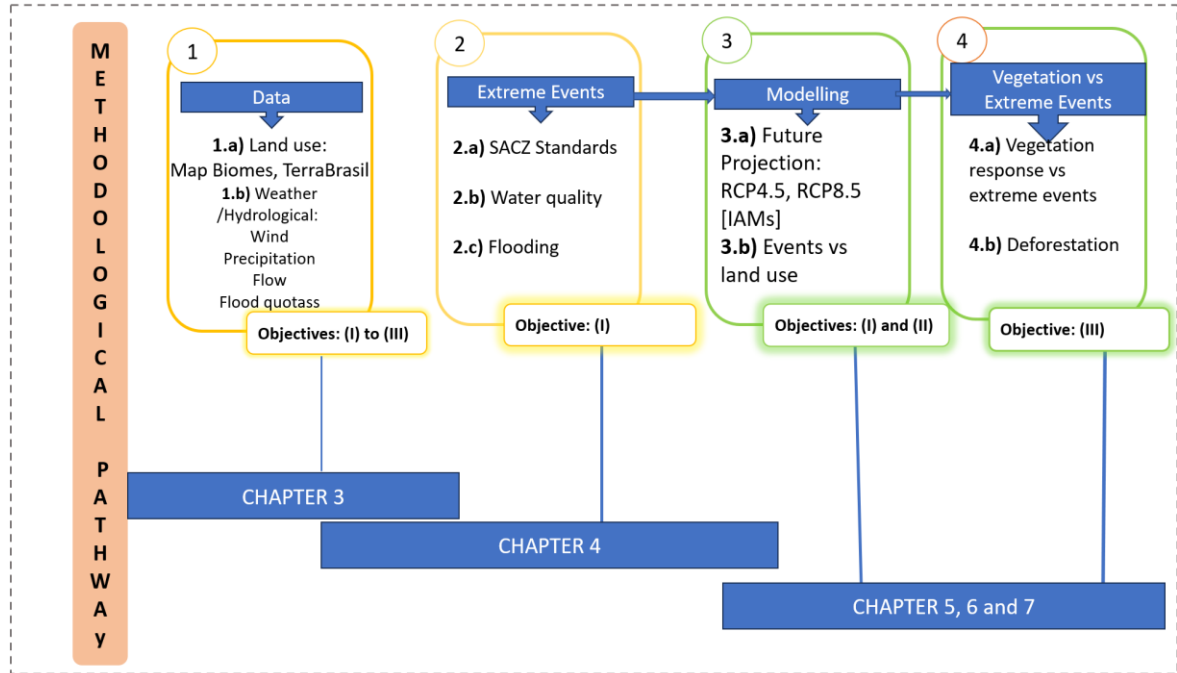 METHODOLOGICAL PATHWAy
1
Data
1.a) Land use:
Map Biomes, TerraBrasil
1.b) Weather
/Hydrological:
Wind
Precipitation
Flow
Flood quotass
Objectives: (I) to (III)
2
Extreme Events
2.a) SACZ Standards
2.b) Water quality
2.c) Flooding
Objective: (I)
3
Modelling
3.a) Future
Projection:
RCP4.5, RCP8.5
[IAMs]
3.b) Events vs
land use
Objectives: (I) and (II)
4
Vegetation vs
Extreme Events
4.a) Vegetation
response vs
extreme events
4.b) Deforestation
Objective: (III)
CHAPTER 3
CHAPTER 4
CHAPTER 5, 6 and 7